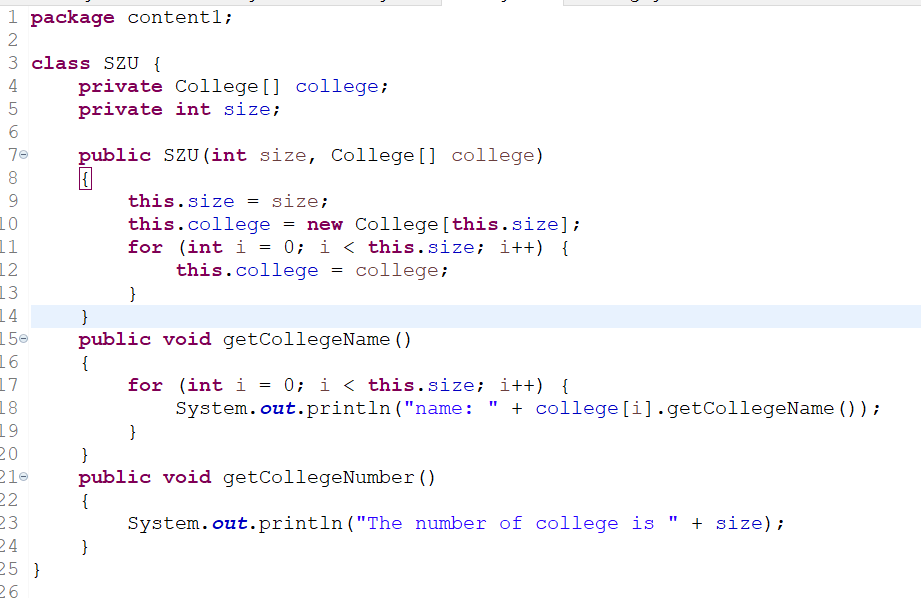 1 package content1;
2
3 class SZU {
4 private College[] college;
5 private int size;
6
7 public SZU(int size, College[] college)
8 {
9 this.size = size;
10 this.college = new College[this.size];
11 for (int i = 0; i < this.size; i++) {
12 this.college = college;
13 }
14 }
15 public void getCollegeName()
16 {
17 for (int i = 0; i < this.size; i++) {
18 System.out.println("name: " + college[i].getCollegeName());
19 }
20 }
21 public void getCollegeNumber()
22 {
23 System.out.println("The number of college is " + size);
24 }
25 }
26